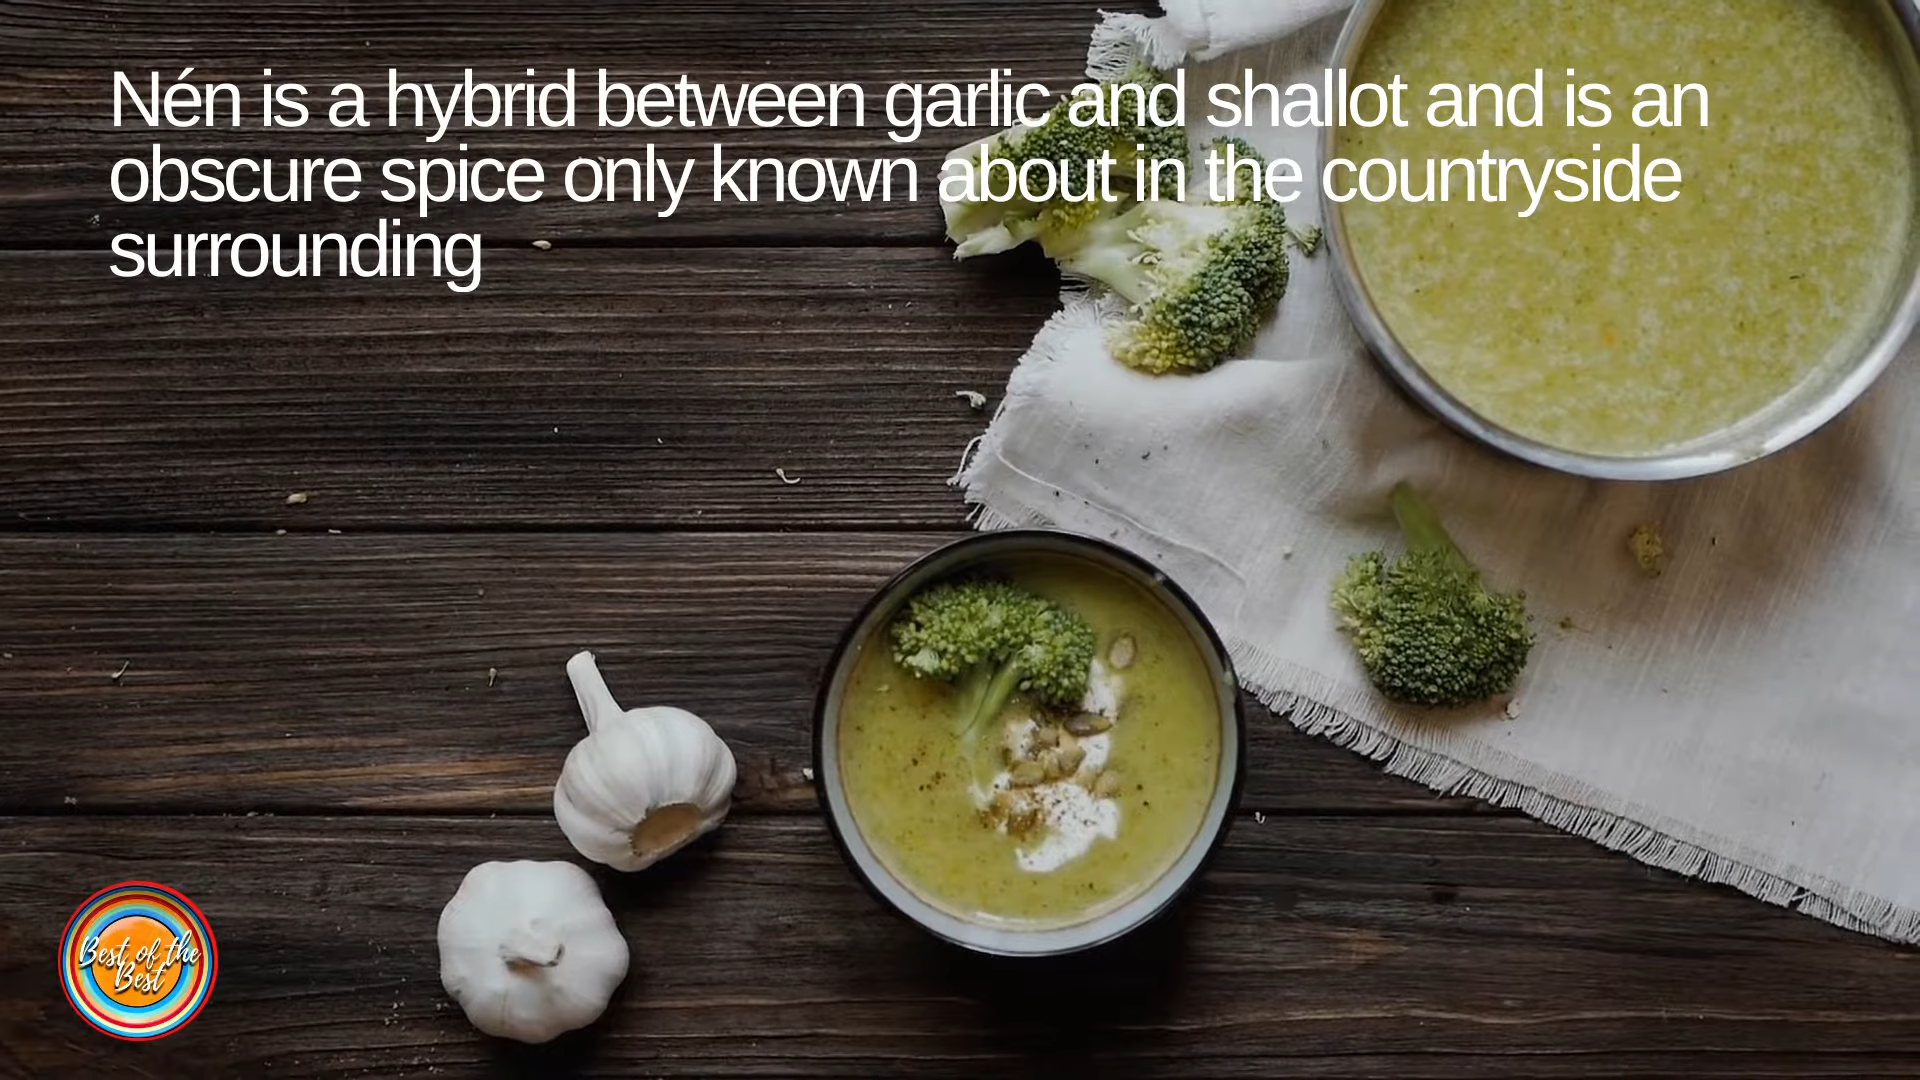 Nén is a hybrid between garlic and shallot and is an
obscure spice only known about in the countryside
surrounding
Best of the
Best